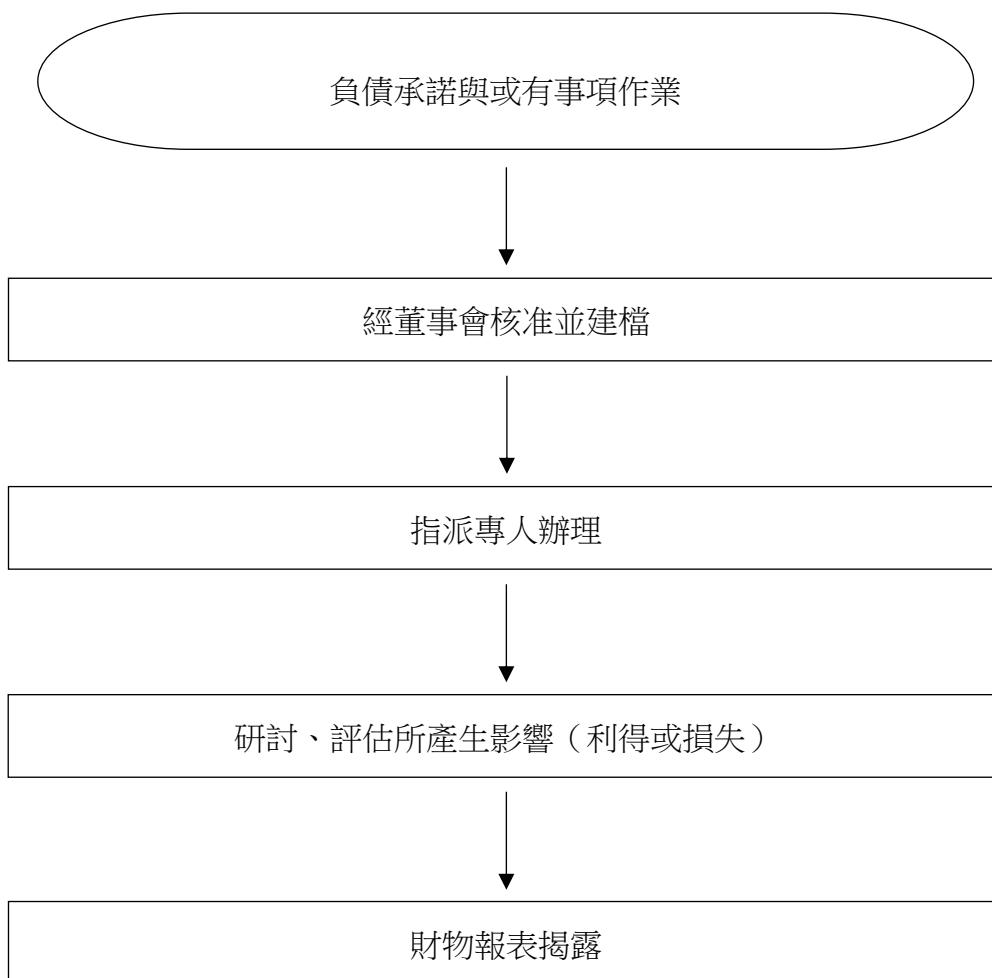 負債承諾與或有事項作業
經董事會核准並建檔
指派專人辦理
研討、評估所產生影響（利得或損失）
財物報表揭露